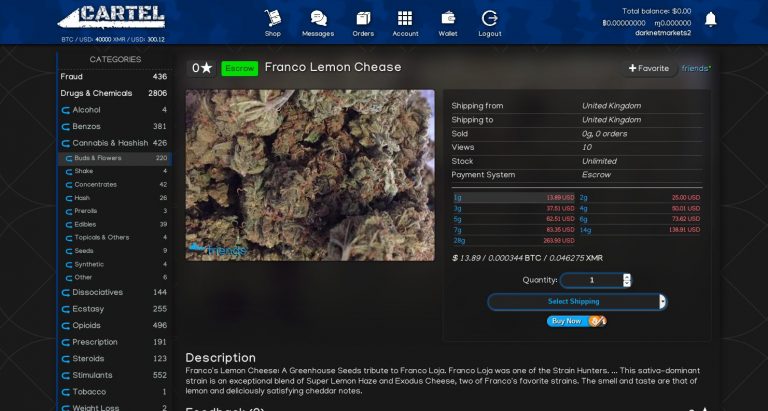 CARTEL
BTC / USD: 40000 XMR / USD: 300.12
Shop
Messages
Orders
Account
Wallet
Logout
Total balance: $0.00
฿0.00000000 ɱ0.000000
darknetmarkets2
CATEGORIES
Fraud 436
Drugs & Chemicals 2806
Alcohol 4
Benzos 381
Cannabis & Hashish 426
Buds & Flowers 220
Shake 4
Concentrates 42
Hash 26
Prerolls 3
Edibles 39
Topicals & Others 4
Seeds 9
Synthetic 4
Other 6
Dissociatives 144
Ecstasy 255
Opioids 496
Prescription 191
Steroids 123
Stimulants 552
Tobacco 1
Weight Loss 2
0★ Escrow Franco Lemon Chease
+ Favorite friends
friends
Shipping from United Kingdom
Shipping to United Kingdom
Sold 0g, 0 orders
Views 10
Stock Unlimited
Payment System Escrow
1g 13.89 USD 2g 25.00 USD
3g 37.51 USD 4g 50.01 USD
5g 62.51 USD 6g 73.62 USD
7g 83.35 USD 14g 138.91 USD
28g 263.93 USD
$ 13.89 / 0.000344 BTC / 0.046275 XMR
Quantity: 1
Select Shipping
Buy Now
Description
Franco's Lemon Cheese: A Greenhouse Seeds tribute to Franco Loja. Franco Loja was one of the Strain Hunters. ... This sativa-dominant
strain is an exceptional blend of Super Lemon Haze and Exodus Cheese, two of Franco's favorite strains. The smell and taste are that of
lemon and deliciously satisfying cheddar notes.
Feedback (0)